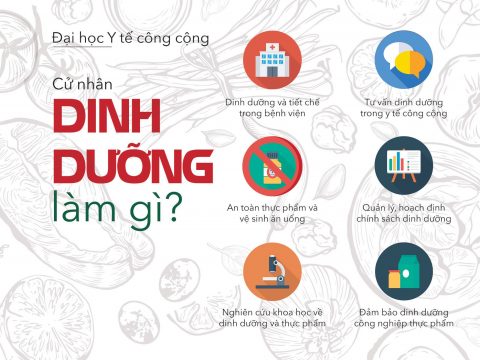 Đại học Y tế công cộng
Cử nhân
DINH
DƯỠNG
làm gì?
Dinh dưỡng và tiết chế
trong bệnh viện
Tư vấn dinh dưỡng
trong y tế công cộng
An toàn thực phẩm và
vệ sinh ăn uống
Quản lý, hoạch định
chính sách dinh dưỡng
Nghiên cứu khoa học về
dinh dưỡng và thực phẩm
Đảm bảo dinh dưỡng
công nghiệp thực phẩm